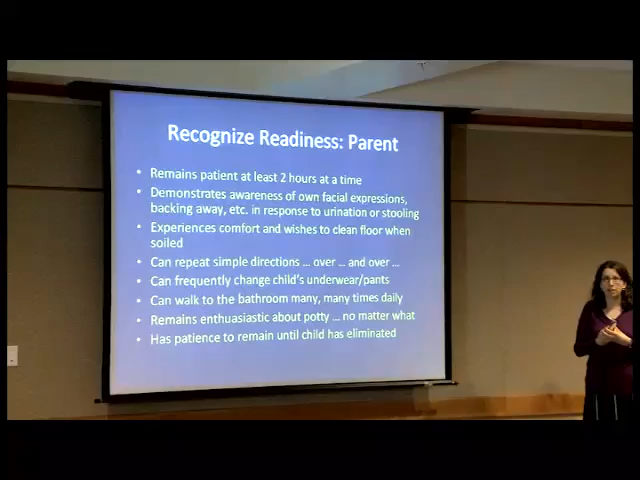 Recognize Readiness: Parent
• Remains patient at least 2 hours at a time
• Demonstrates awareness of own facial expressions,
backing away, etc. in response to urination or stooling
• Experiences comfort and wishes to clean floor when
soiled
• Can repeat simple directions ... over ... and over ...
• Can frequently change child's underwear/pants
• Can walk to the bathroom many, many times daily
• Remains enthusiastic about potty ... no matter what
• Has patience to remain until child has eliminated